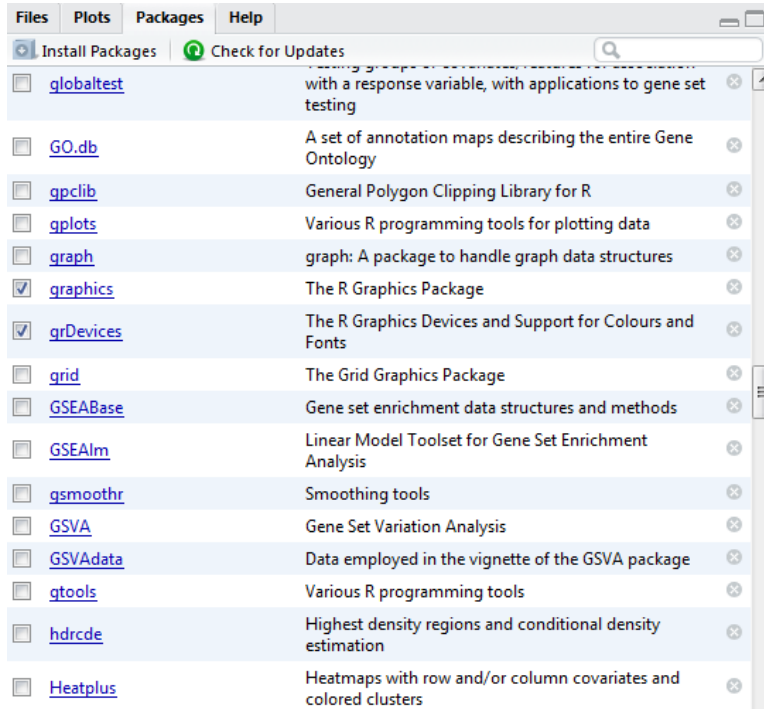 Files Plots Packages Help
Install Packages Check for Updates
globaltest
with a response variable, with applications to gene set
testing
GO.db A set of annotation maps describing the entire Gene
Ontology
gpclib General Polygon Clipping Library for R
gplots Various R programming tools for plotting data
graph graph: A package to handle graph data structures
graphics The R Graphics Package
grDevices The R Graphics Devices and Support for Colours and
Fonts
grid The Grid Graphics Package
GSEABase Gene set enrichment data structures and methods
GSEAlm Linear Model Toolset for Gene Set Enrichment
Analysis
gsmoothr Smoothing tools
GSVA Gene Set Variation Analysis
GSVAdata Data employed in the vignette of the GSVA package
gtools Various R programming tools
hdrcde Highest density regions and conditional density
estimation
Heatplus Heatmaps with row and/or column covariates and
colored clusters